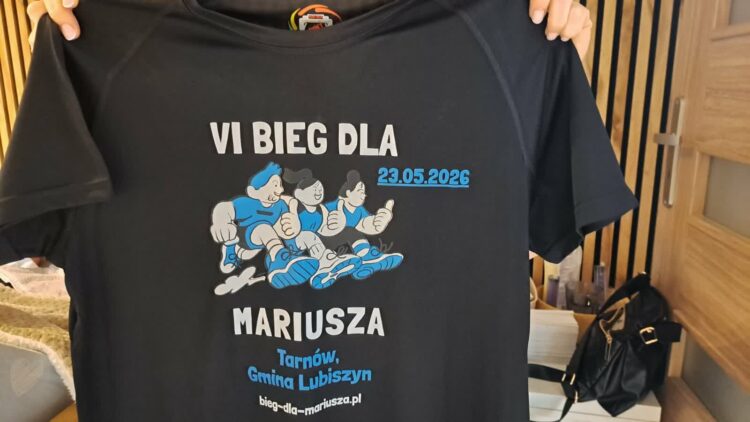 VI BIEG DLA
23.05.2026
MARIUSZA
Tarnów,
Gmina Lubiszyn
bieg-dla-mariusza.pl